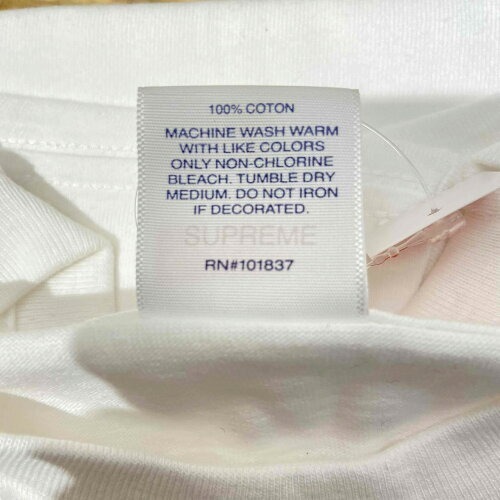 100% COTON
MACHINE WASH WARM
WITH LIKE COLORS
ONLY NON-CHLORINE
BLEACH. TUMBLE DRY
MEDIUM. DO NOT IRON
IF DECORATED.
SUPREME
RN#101837